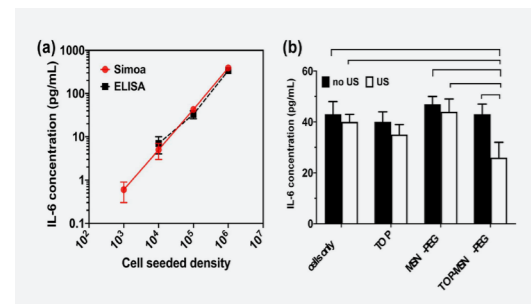 (a)
IL-6 concentration (pg/mL)
1000
100
10
1
0.1
Simoa
ELISA
10²
10³
10⁴
10⁵
10⁶
10⁷
Cell seeded density
(b)
IL-6 concentration (pg/mL)
60
40
20
0
no US
US
cells only
TOP
MSN -PEG
TOP-MSN -PEG